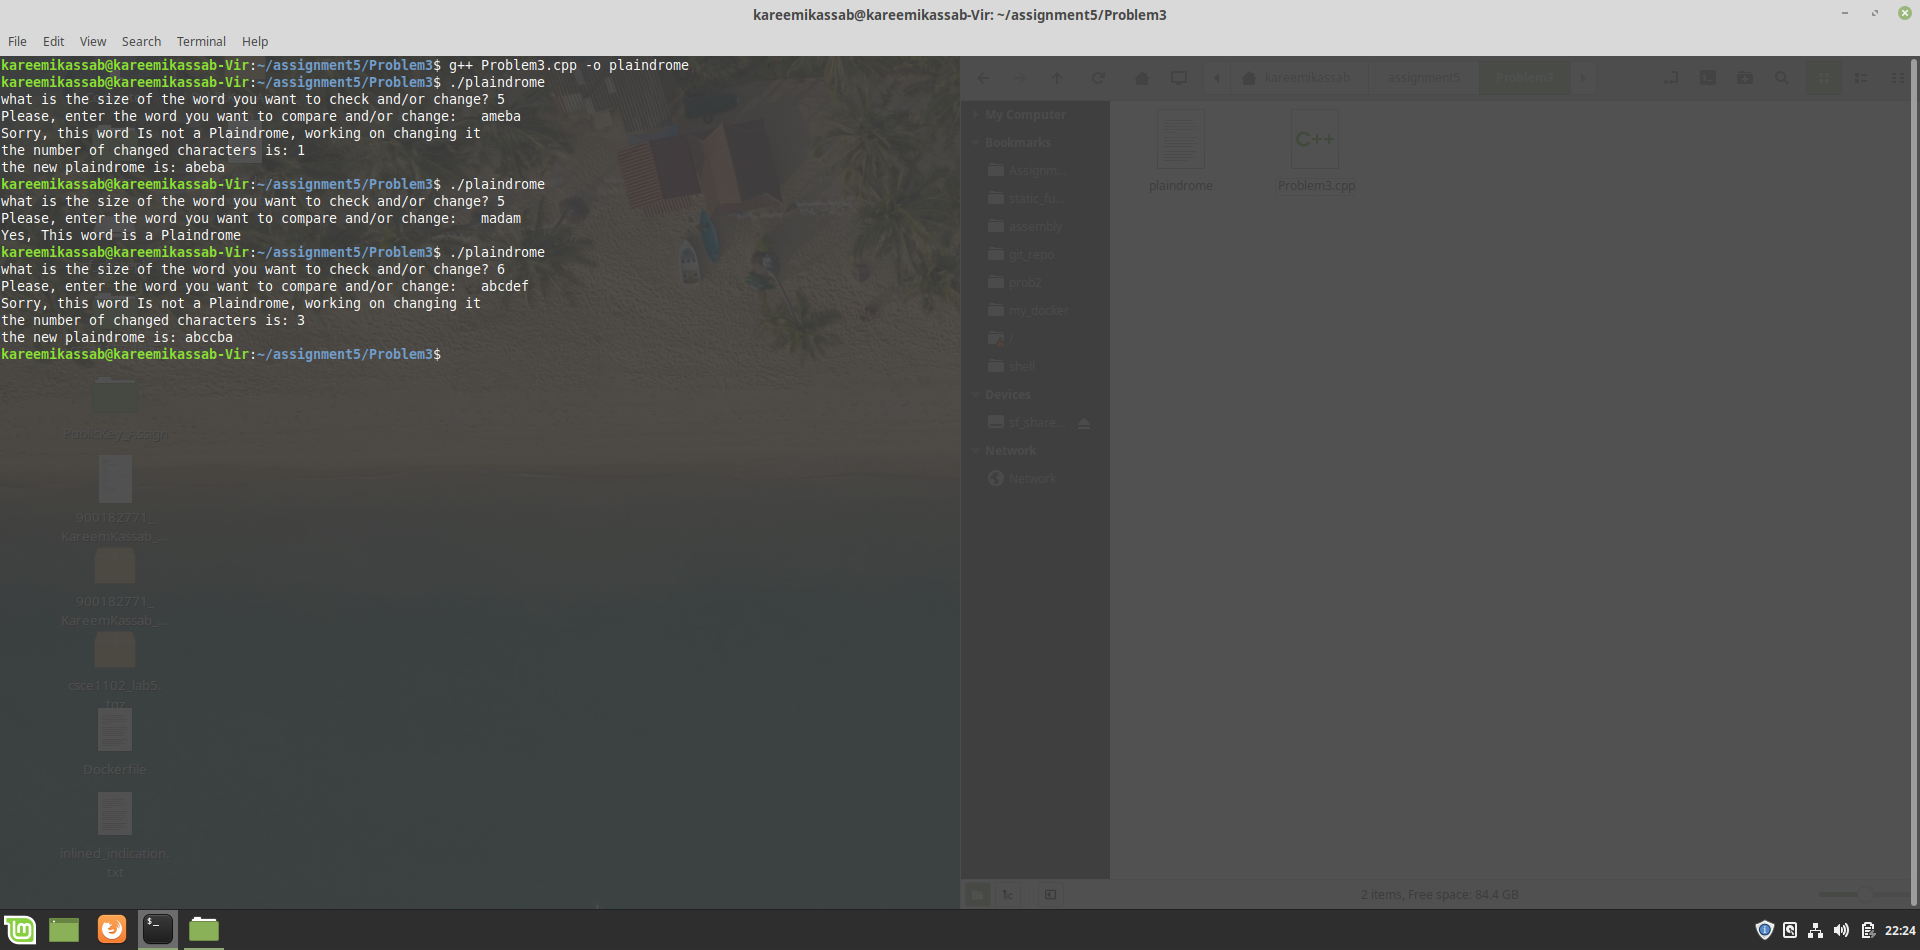 kareemikassab@kareemikassab-Vir: ~/assignment5/Problem3
File Edit View Search Terminal Help
kareemikassab@kareemikassab-Vir:~/assignment5/Problem3$ g++ Problem3.cpp -o plaindrome
kareemikassab@kareemikassab-Vir:~/assignment5/Problem3$ ./plaindrome
what is the size of the word you want to check and/or change? 5
Please, enter the word you want to compare and/or change:   ameba
Sorry, this word Is not a Plaindrome, working on changing it
the number of changed characters is: 1
the new plaindrome is: abeba
kareemikassab@kareemikassab-Vir:~/assignment5/Problem3$ ./plaindrome
what is the size of the word you want to check and/or change? 5
Please, enter the word you want to compare and/or change:   madam
Yes, This word is a Plaindrome
kareemikassab@kareemikassab-Vir:~/assignment5/Problem3$ ./plaindrome
what is the size of the word you want to check and/or change? 6
Please, enter the word you want to compare and/or change:   abcdef
Sorry, this word Is not a Plaindrome, working on changing it
the number of changed characters is: 3
the new plaindrome is: abccba
kareemikassab@kareemikassab-Vir:~/assignment5/Problem3$
PublicKey_Assign
900182771_
KareemKassab_...
900182771_
KareemKassab_...
csce1102_lab5.
Dockerfile
inlined_indication.
txt
kareemikassab assignment5 Problem3
My Computer
Bookmarks
Assignm...
static_fu...
assembly
git_repo
prob2
my_docker
/
shell
Devices
sf_share...
Network
Network
C++
plaindrome
Problem3.cpp
2 items, Free space: 84.4 GB
22:24